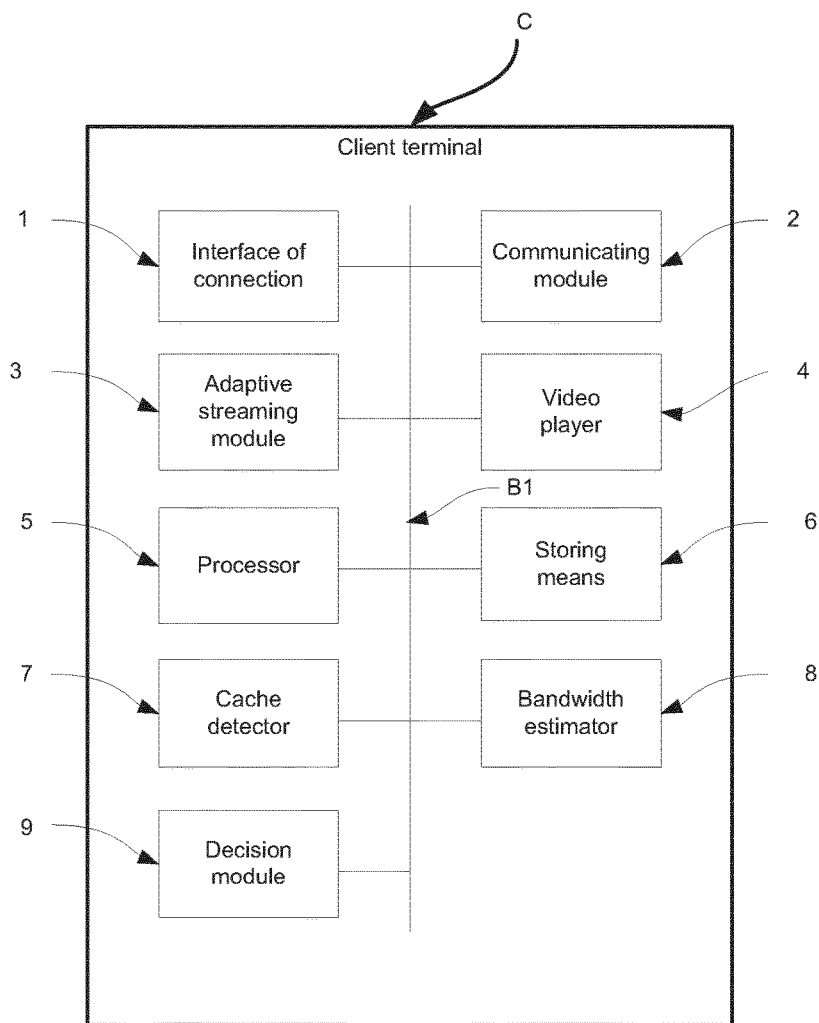 C
Client terminal
1
Interface of
connection
Communicating
module
2
3
Adaptive
streaming
module
Video
player
4
B1
5
Processor
Storing
means
6
7
Cache
detector
Bandwidth
estimator
8
9
Decision
module